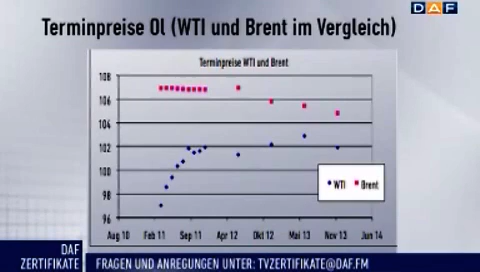 DAF
Terminpreise Öl (WTI und Brent im Vergleich)
Terminpreise WTI und Brent
108
106
104
102
100
98
96
Aug 10 Feb 11 Sep 11 Apr 12 Okt 12 Mai 13 Nov 13 Jun 14
WTI Brent
DAF
ZERTIFIKATE
FRAGEN UND ANREGUNGEN UNTER: TVZERTIFIKATE@DAF.FM